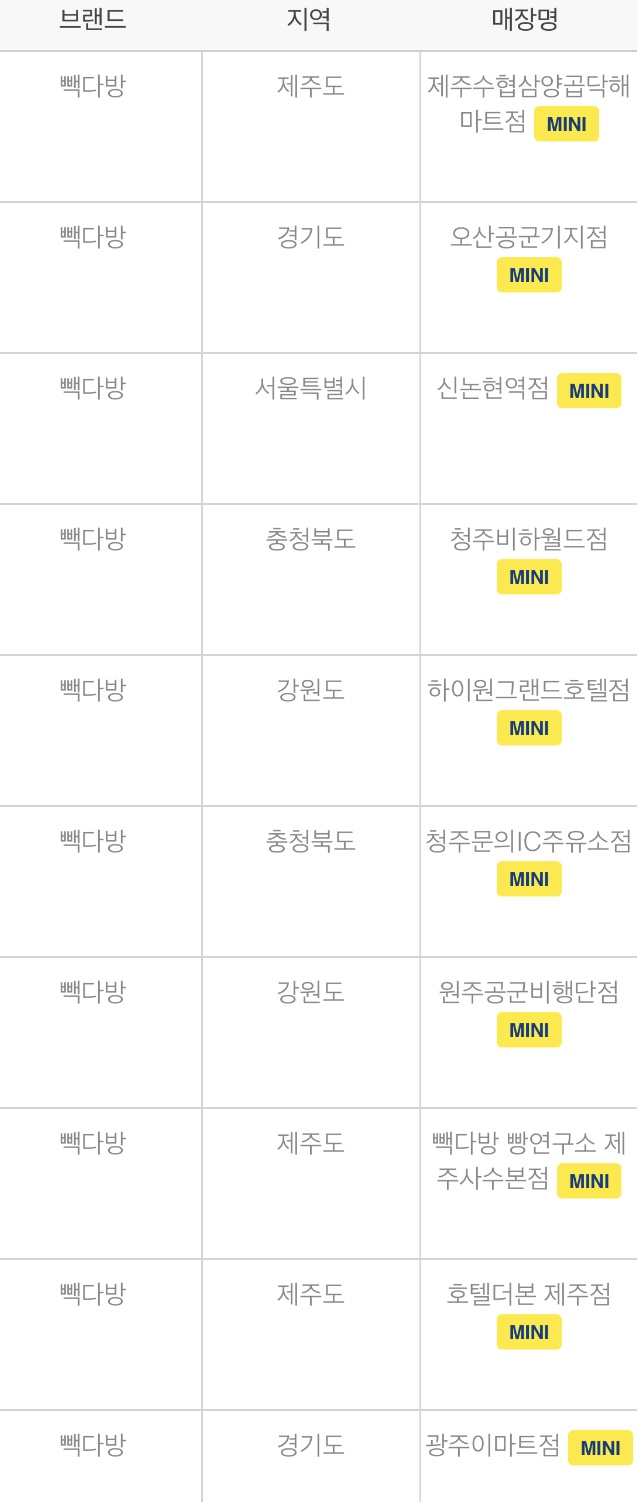 브랜드 지역 매장명
빽다방 제주도 제주수협삼양곱닥해
마트점 MINI
빽다방 경기도 오산공군기지점
MINI
빽다방 서울특별시 신논현역점 MINI
빽다방 충청북도 청주비하월드점
MINI
빽다방 강원도 하이원그랜드호텔점
MINI
빽다방 충청북도 청주문의IC주유소점
MINI
빽다방 강원도 원주공군비행단점
MINI
빽다방 제주도 빽다방 빵연구소 제
주사수본점 MINI
빽다방 제주도 호텔더본 제주점
MINI
빽다방 경기도 광주이마트점 MINI